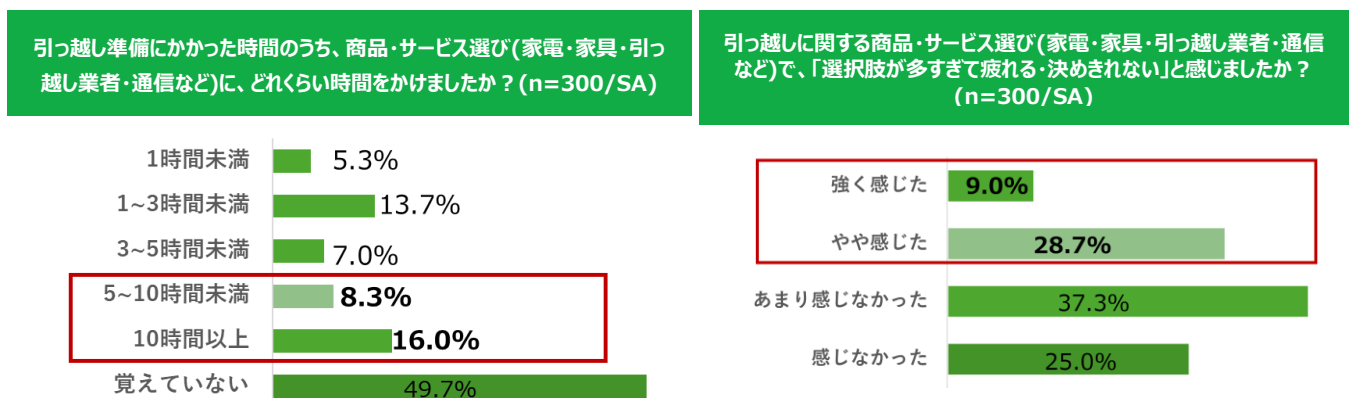 引っ越し準備にかかった時間のうち、商品・サービス選び(家電・家具・引っ
越し業者・通信など)に、どれくらい時間をかけましたか？(n=300/SA)
1時間未満 5.3%
1~3時間未満 13.7%
3~5時間未満 7.0%
5~10時間未満 8.3%
10時間以上 16.0%
覚えていない 49.7%
引っ越しに関する商品・サービス選び(家電・家具・引っ越し業者・通信
など)で、「選択肢が多すぎて疲れる・決めきれない」と感じましたか？
(n=300/SA)
強く感じた 9.0%
やや感じた 28.7%
あまり感じなかった 37.3%
感じなかった 25.0%